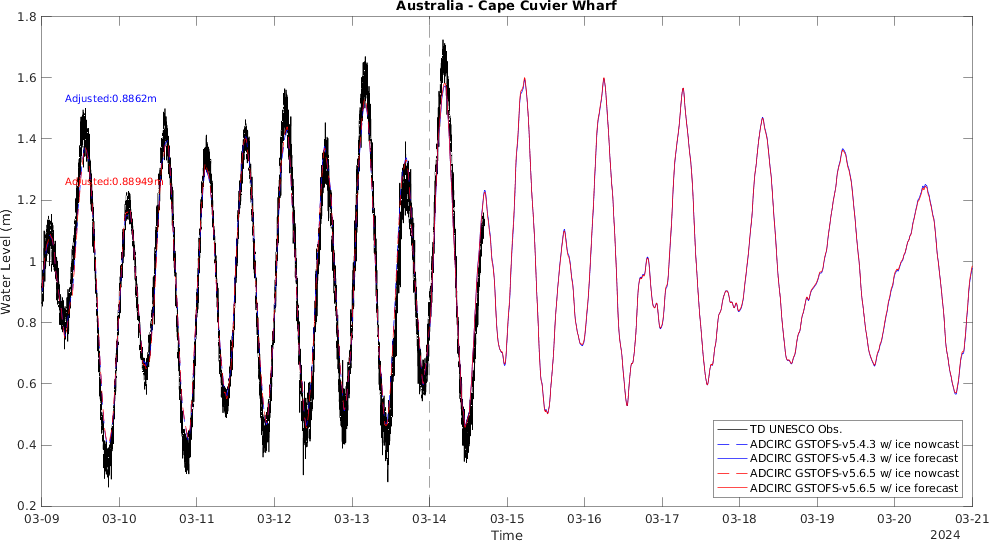 Australia - Cape Cuvier Wharf
1.8
1.6
1.4
1.2
1
0.8
0.6
0.4
0.2
Water Level (m)
Adjusted:0.8862m
Adjusted:0.88949m
TD UNESCO Obs.
ADCIRC GSTOFS-v5.4.3 w/ ice nowcast
ADCIRC GSTOFS-v5.4.3 w/ ice forecast
ADCIRC GSTOFS-v5.6.5 w/ ice nowcast
ADCIRC GSTOFS-v5.6.5 w/ ice forecast
03-09 03-10 03-11 03-12 03-13 03-14 03-15 03-16 03-17 03-18 03-19 03-20 03-21
Time
2024